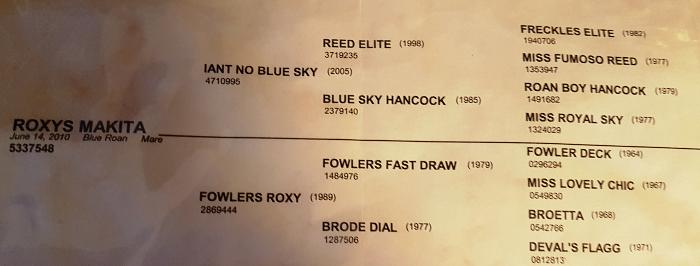 ROXYS MAKITA
June 14, 2010 Blue Roan Mare
5337548
IANT NO BLUE SKY (2005)
4710995
FOWLERS ROXY (1989)
2869444
REED ELITE (1998)
3719235
BLUE SKY HANCOCK (1985)
2379140
FOWLERS FAST DRAW (1979)
1484976
BRODE DIAL (1977)
1287506
FRECKLES ELITE (1982)
1940706
MISS FUMOSO REED (1977)
1353947
ROAN BOY HANCOCK (1979)
1491682
MISS ROYAL SKY (1977)
1324029
FOWLER DECK (1964)
0296294
MISS LOVELY CHIC (1967)
0549830
BROETTA (1968)
0542766
DEVAL'S FLAGG (1971)
0812813